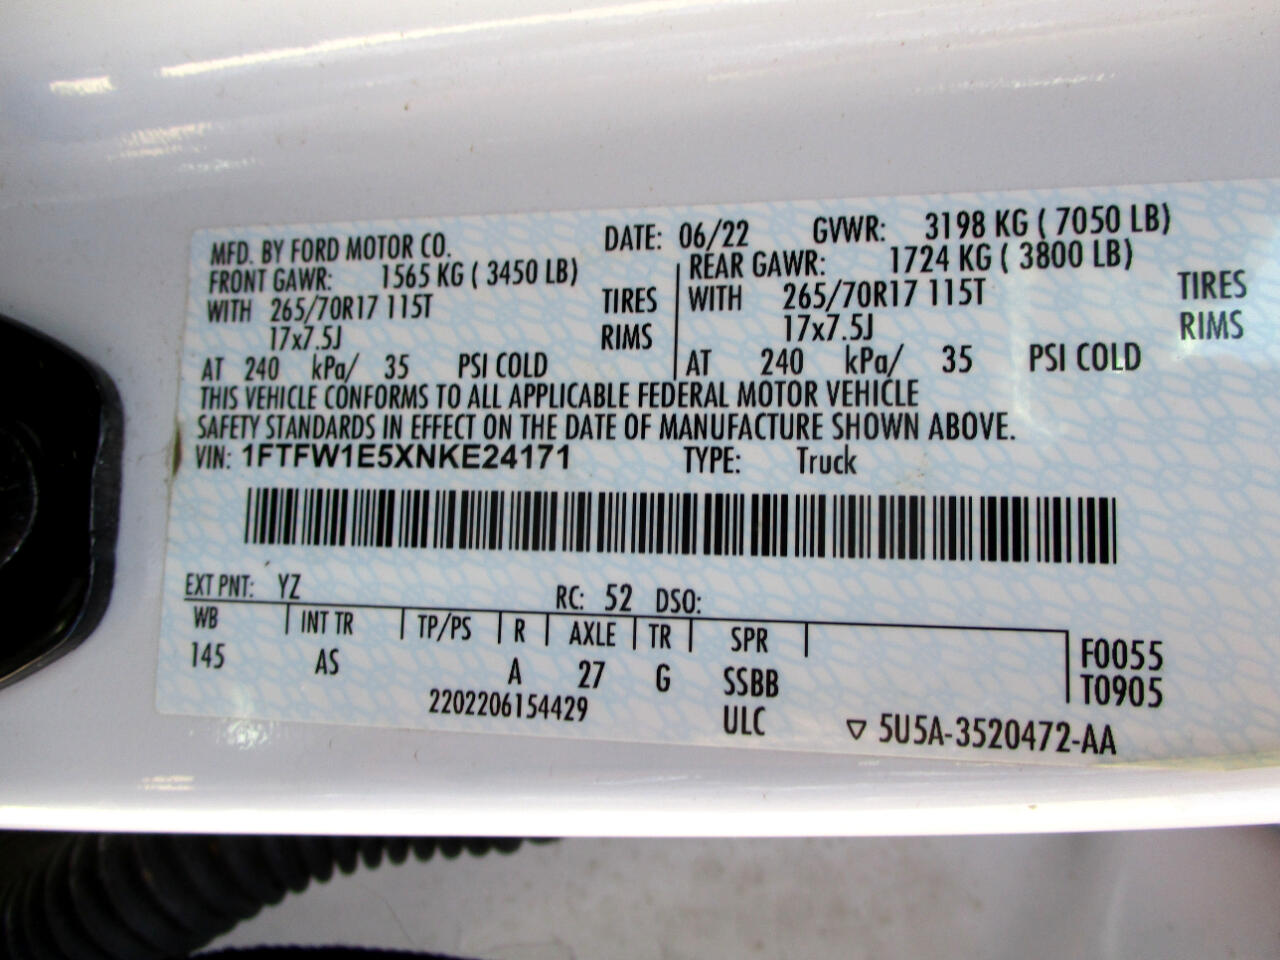 MFD. BY FORD MOTOR CO. DATE: 06/22 GVWR: 3198 KG ( 7050 LB)
FRONT GAWR: 1565 KG ( 3450 LB) REAR GAWR: 1724 KG ( 3800 LB)
WITH 265/70R17 115T TIRES WITH 265/70R17 115T TIRES
17x7.5J RIMS 17x7.5J RIMS
AT 240 kPa/ 35 PSI COLD AT 240 kPa/ 35 PSI COLD
THIS VEHICLE CONFORMS TO ALL APPLICABLE FEDERAL MOTOR VEHICLE
SAFETY STANDARDS IN EFFECT ON THE DATE OF MANUFACTURE SHOWN ABOVE.
VIN: 1FTFW1E5XNKE24171 TYPE: Truck
EXT PNT: YZ RC: 52 DSO:
WB INT TR TP/PS R AXLE TR SPR
145 AS A 27 G SSBB F0055
T0905
2202206154429 ULC ▽ 5U5A-3520472-AA